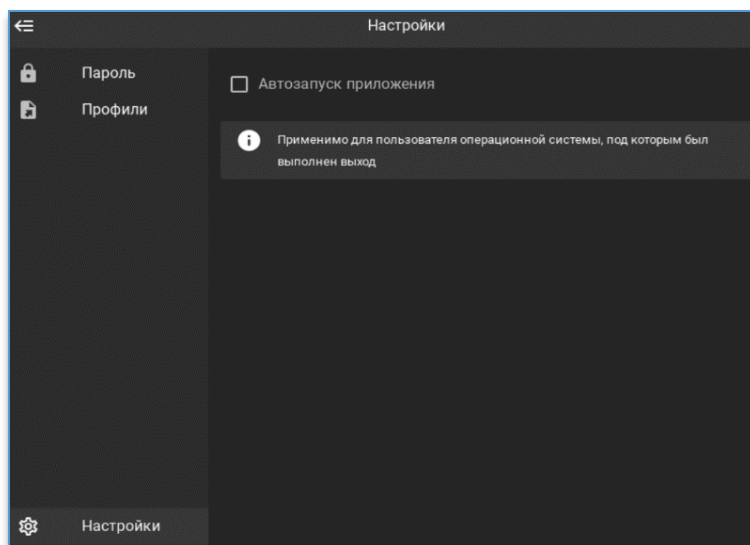 Настройки
Пароль
Профили
Автозапуск приложения
Применимо для пользователя операционной системы, под которым был
выполнен выход
Настройки